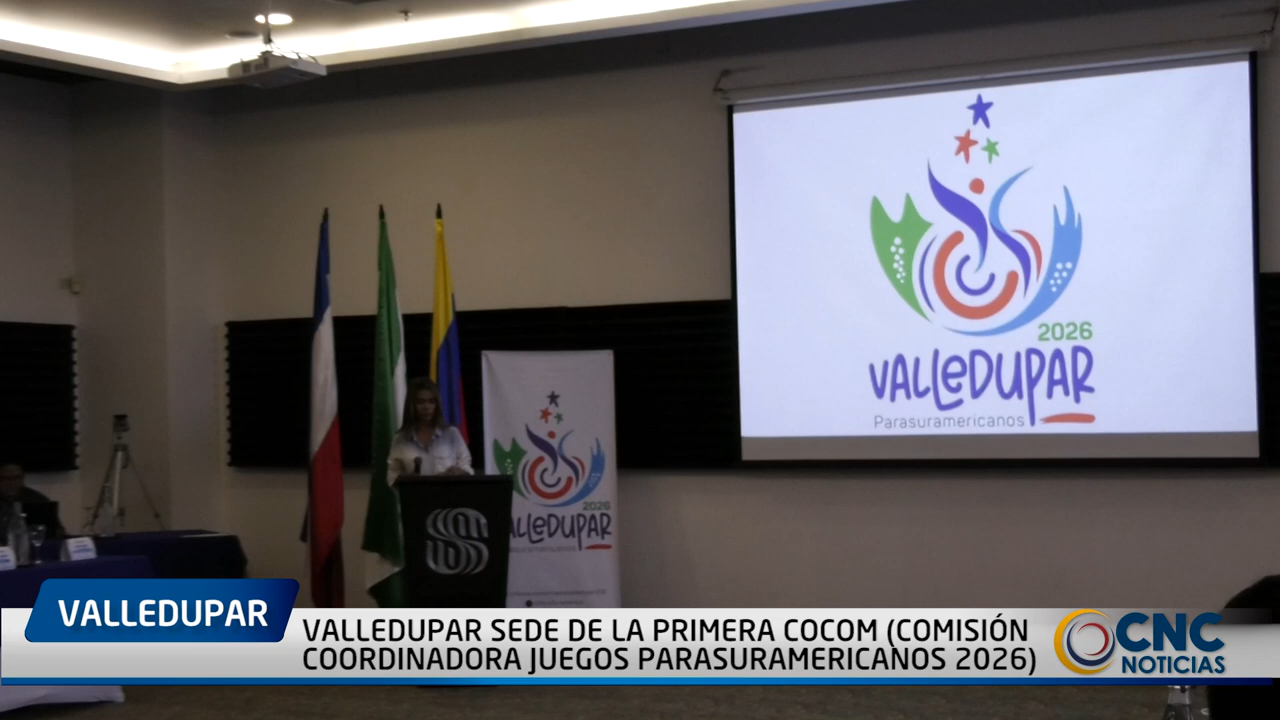 2026
VALLEDUPAR
Parasuramericanos
2026
VALLEDUPAR
VALLEDUPAR
VALLEDUPAR SEDE DE LA PRIMERA COCOM (COMISIÓN
COORDINADORA JUEGOS PARASURAMERICANOS 2026)
CNC
NOTICIAS